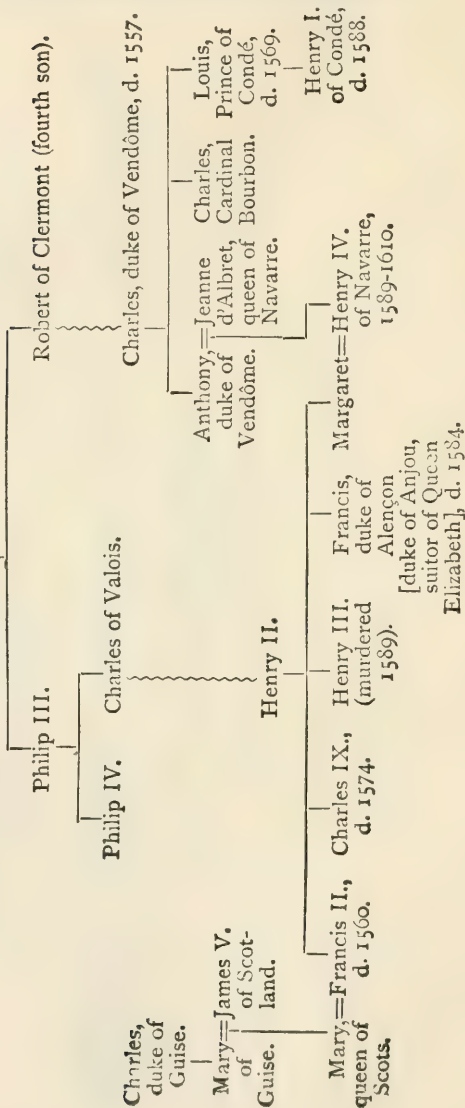 Philip III.
Robert of Clermont (fourth son).
Philip IV.
Charles of Valois.
Charles, duke of Vendôme, d. 1557.
Charles,
duke of
Guise.
Mary=James V.
of of Scot-
Guise. land.
Henry II.
Anthony,=Jeanne
duke of d'Albret,
Vendôme. queen of
Navarre.
Charles,
Cardinal
Bourbon.
Louis,
Prince of
Condé,
d. 1569.
Mary,=Francis II.,
queen of d. 1560.
Scots.
Charles IX.,
d. 1574.
Henry III.
(murdered
1589).
Francis,
duke of
Alençon
[duke of Anjou,
suitor of Queen
Elizabeth], d. 1584.
Margaret=Henry IV.
of Navarre,
1589-1610.
Henry I.
of Condé,
d. 1588.